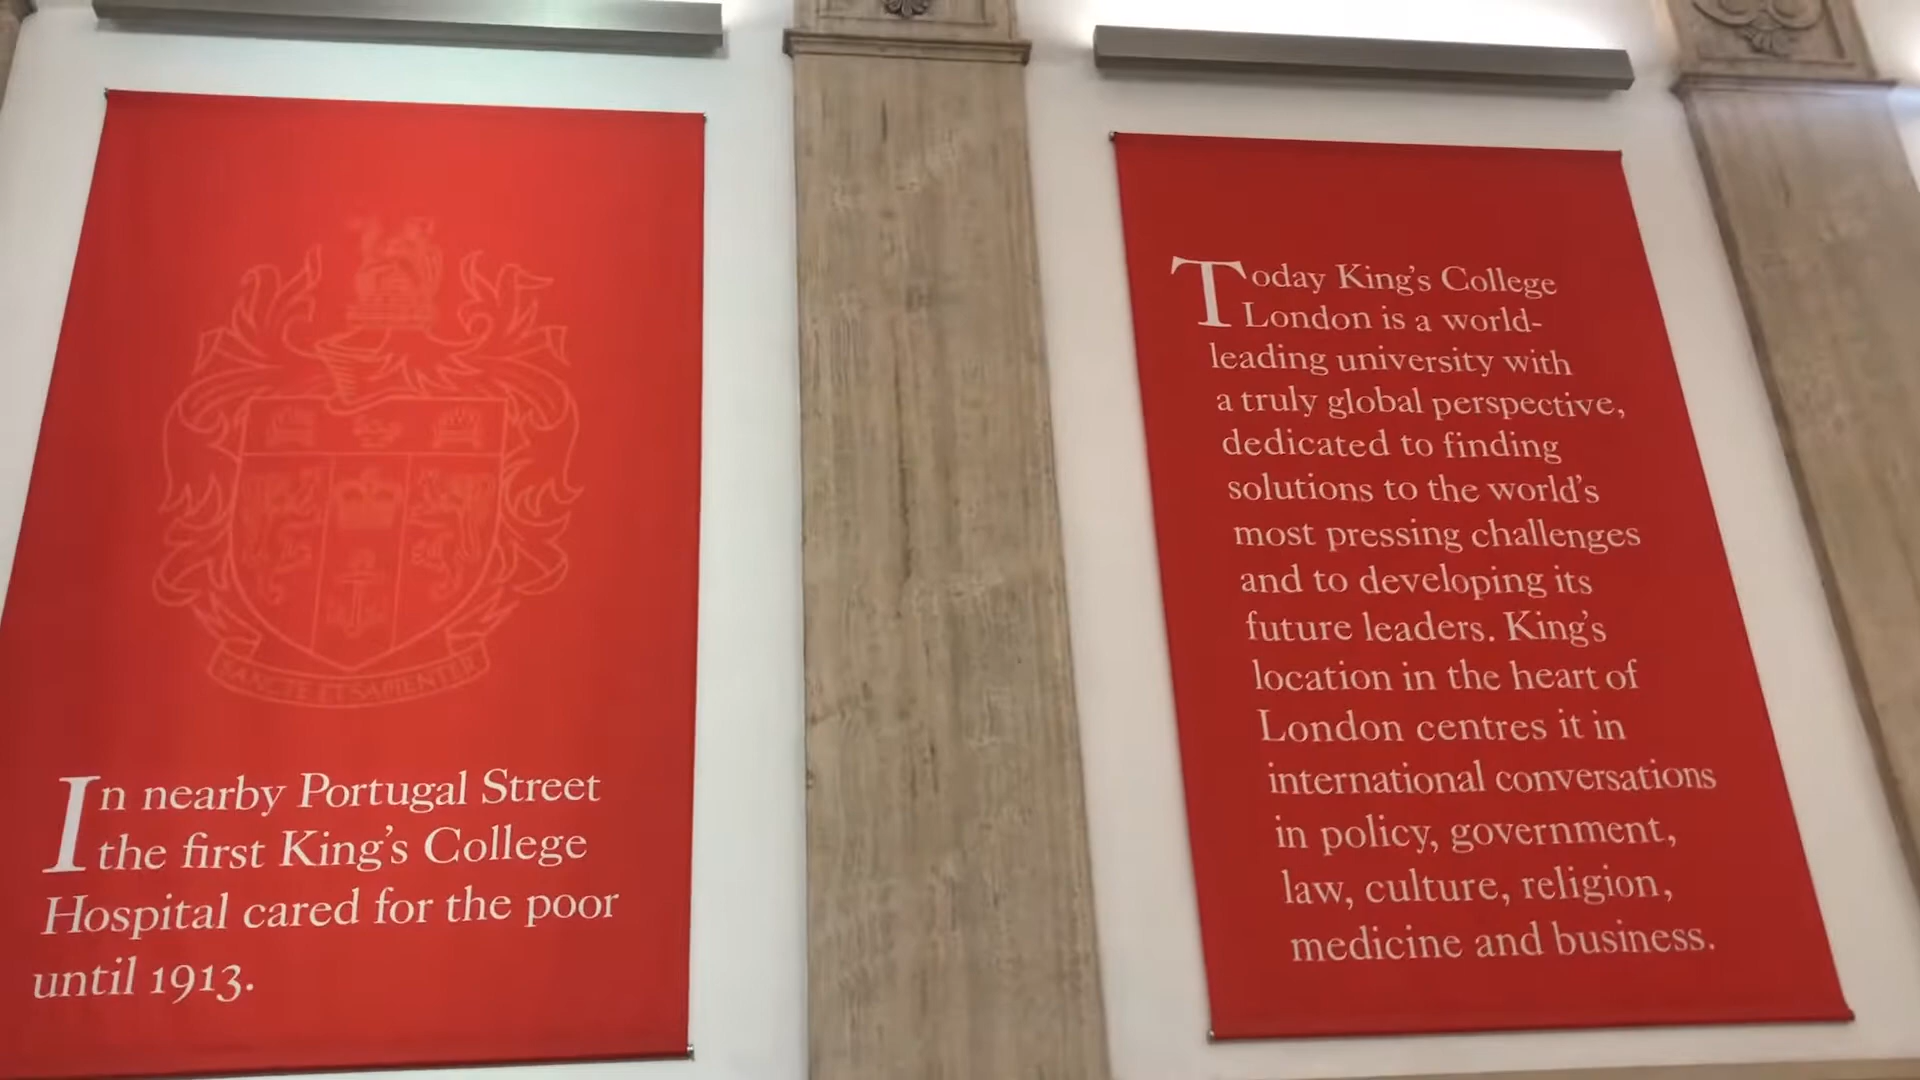 SANCTE ET SAPIENTER
In nearby Portugal Street
the first King's College
Hospital cared for the poor
until 1913.
Today King's College
London is a world-
leading university with
a truly global perspective,
dedicated to finding
solutions to the world's
most pressing challenges
and to developing its
future leaders. King's
location in the heart of
London centres it in
international conversations
in policy, government,
law, culture, religion,
medicine and business.